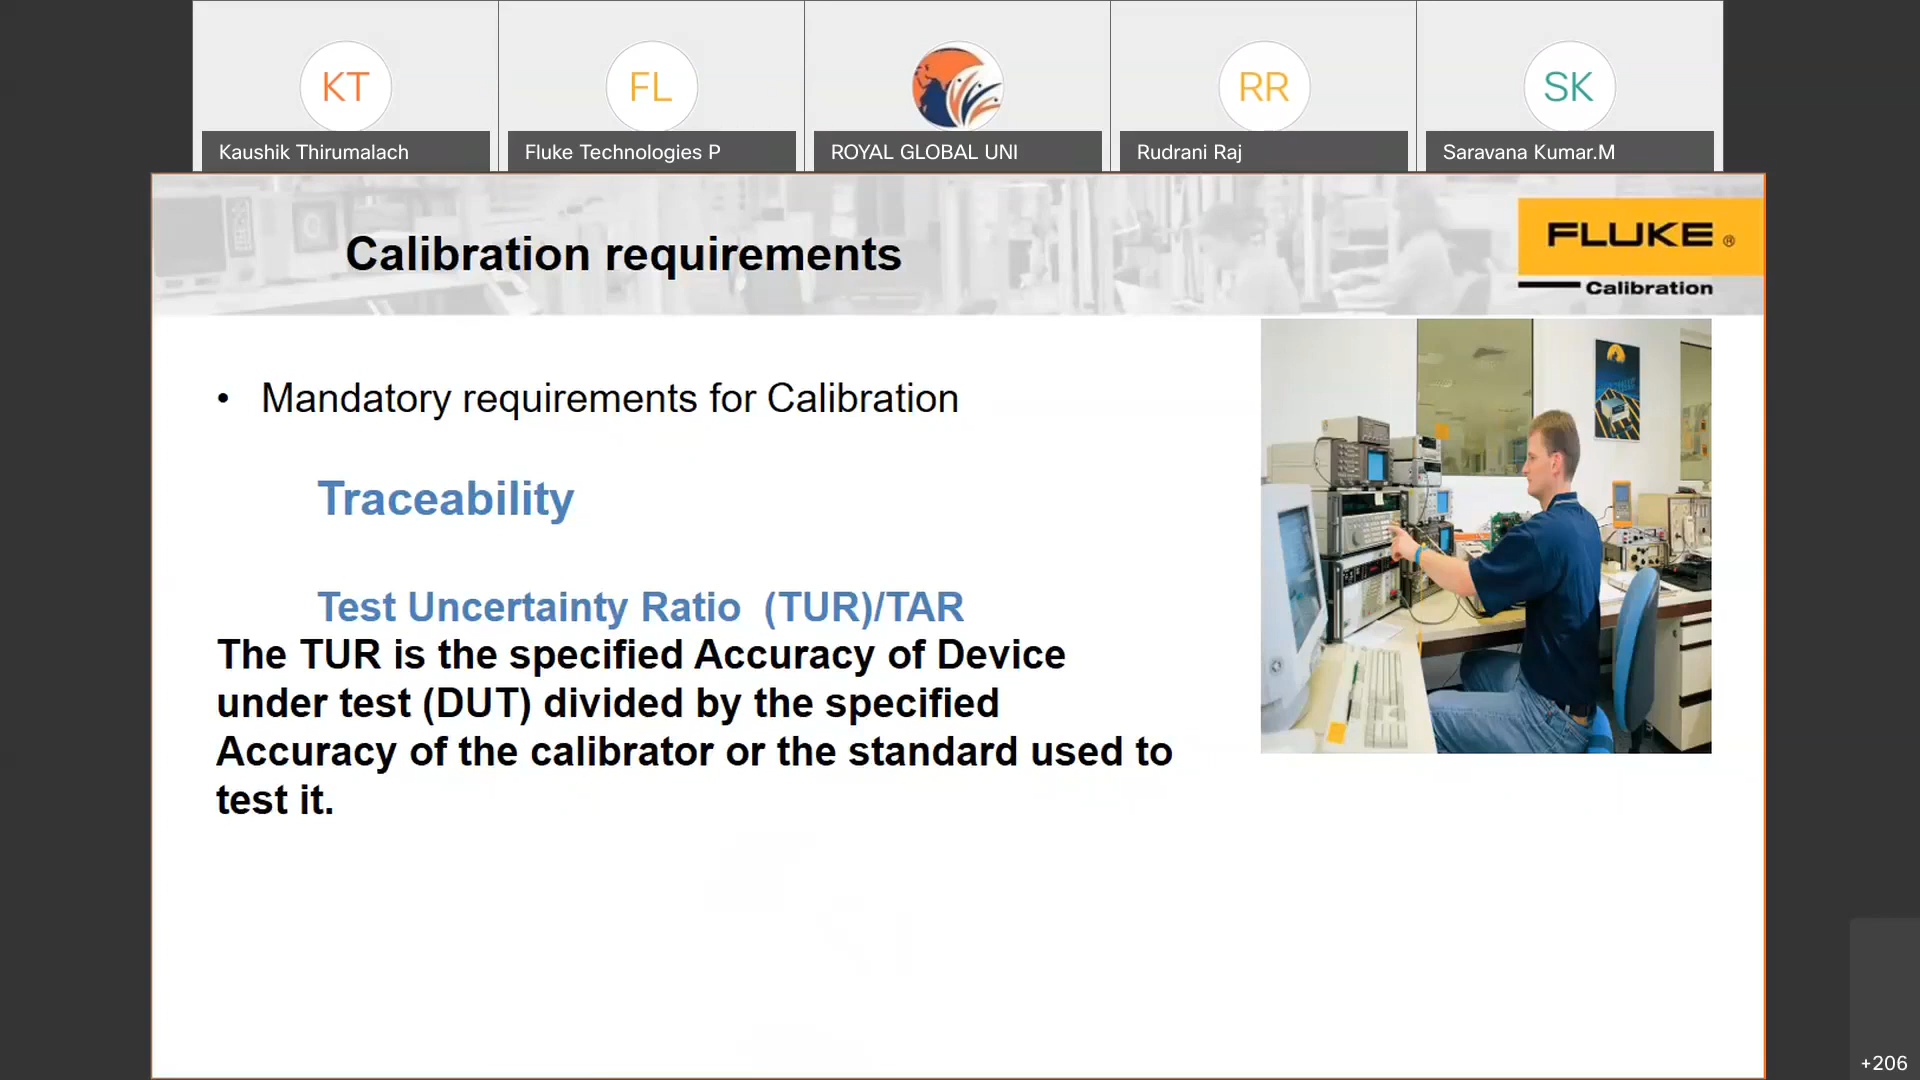 KT
FL
RR
SK
Kaushik Thirumalach
Fluke Technologies P
ROYAL GLOBAL UNI
Rudrani Raj
Saravana Kumar.M
Calibration requirements
FLUKE ®
Calibration
• Mandatory requirements for Calibration
Traceability
Test Uncertainty Ratio (TUR)/TAR
The TUR is the specified Accuracy of Device
under test (DUT) divided by the specified
Accuracy of the calibrator or the standard used to
test it.
+206